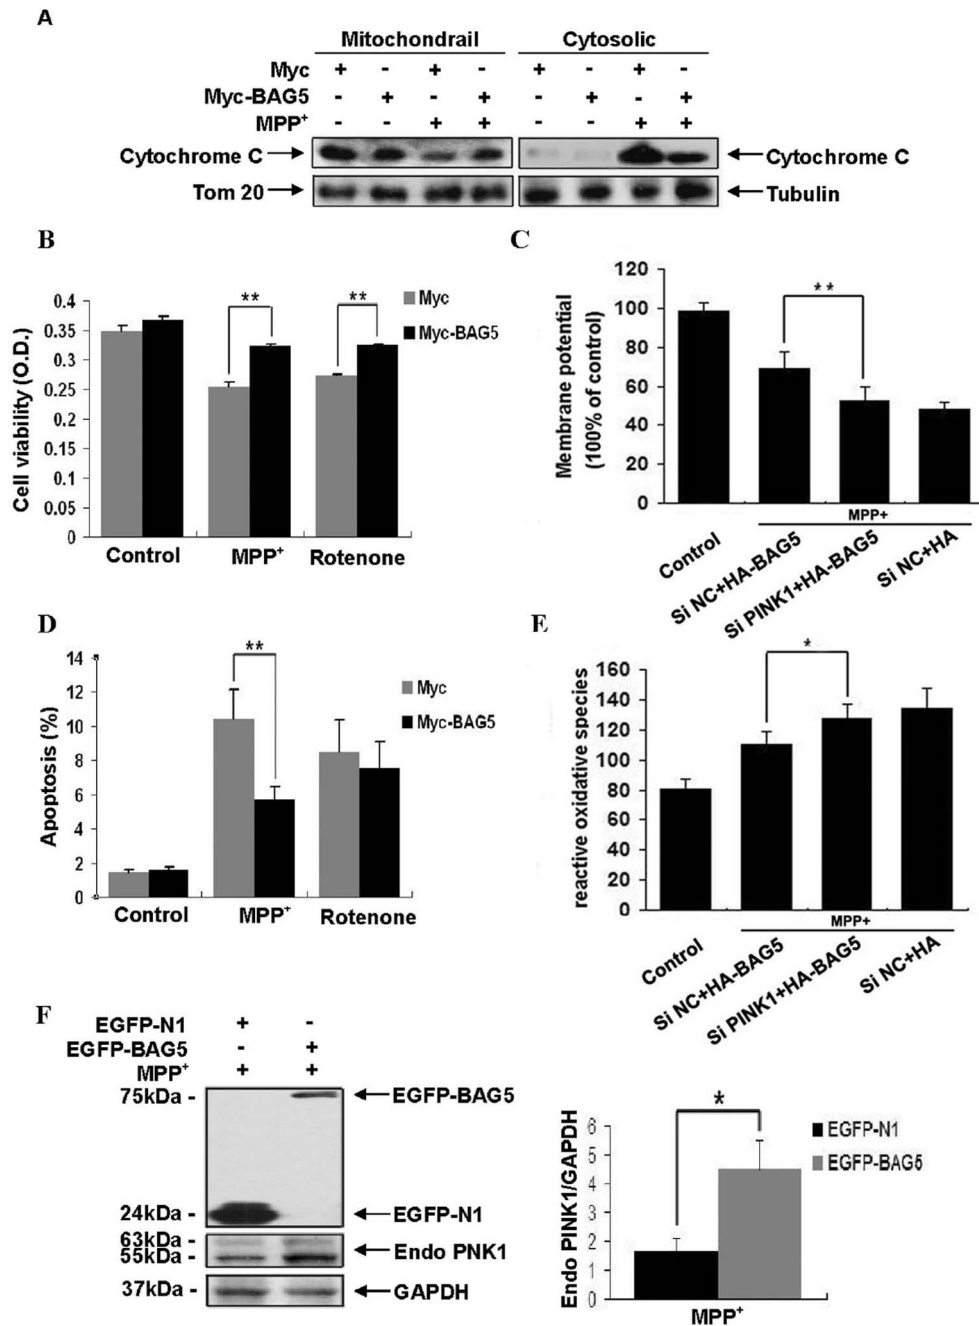 A
Mitochondrail Cytosolic
Myc + - + - + - + -
Myc-BAG5 - + - + - + - +
MPP⁺ - - + + - - + +
Cytochrome C Cytochrome C
Tom 20 Tubulin
B
0.4
0.35
0.3
0.25
0.2
0.15
0.1
0.05
0
Cell viability (O.D.)
** **
Myc
Myc-BAG5
Control MPP⁺ Rotenone
C
120
100
80
60
40
20
0
Membrane potential
(100% of control)
**
MPP+
Control
Si NC+HA-BAG5
Si PINK1+HA-BAG5
Si NC+HA
D
14
12
10
8
6
4
2
0
Apoptosis (%)
**
Myc
Myc-BAG5
Control MPP⁺ Rotenone
E
160
140
120
100
80
60
40
20
0
reactive oxidative species
*
MPP+
Control
Si NC+HA-BAG5
Si PINK1+HA-BAG5
Si NC+HA
F
EGFP-N1 + -
EGFP-BAG5 - +
MPP⁺ + +
75kDa - EGFP-BAG5
24kDa - EGFP-N1
63kDa -
55kDa - Endo PNK1
37kDa - GAPDH
6
5
4
3
2
1
0
Endo PINK1/GAPDH
*
EGFP-N1
EGFP-BAG5
MPP⁺